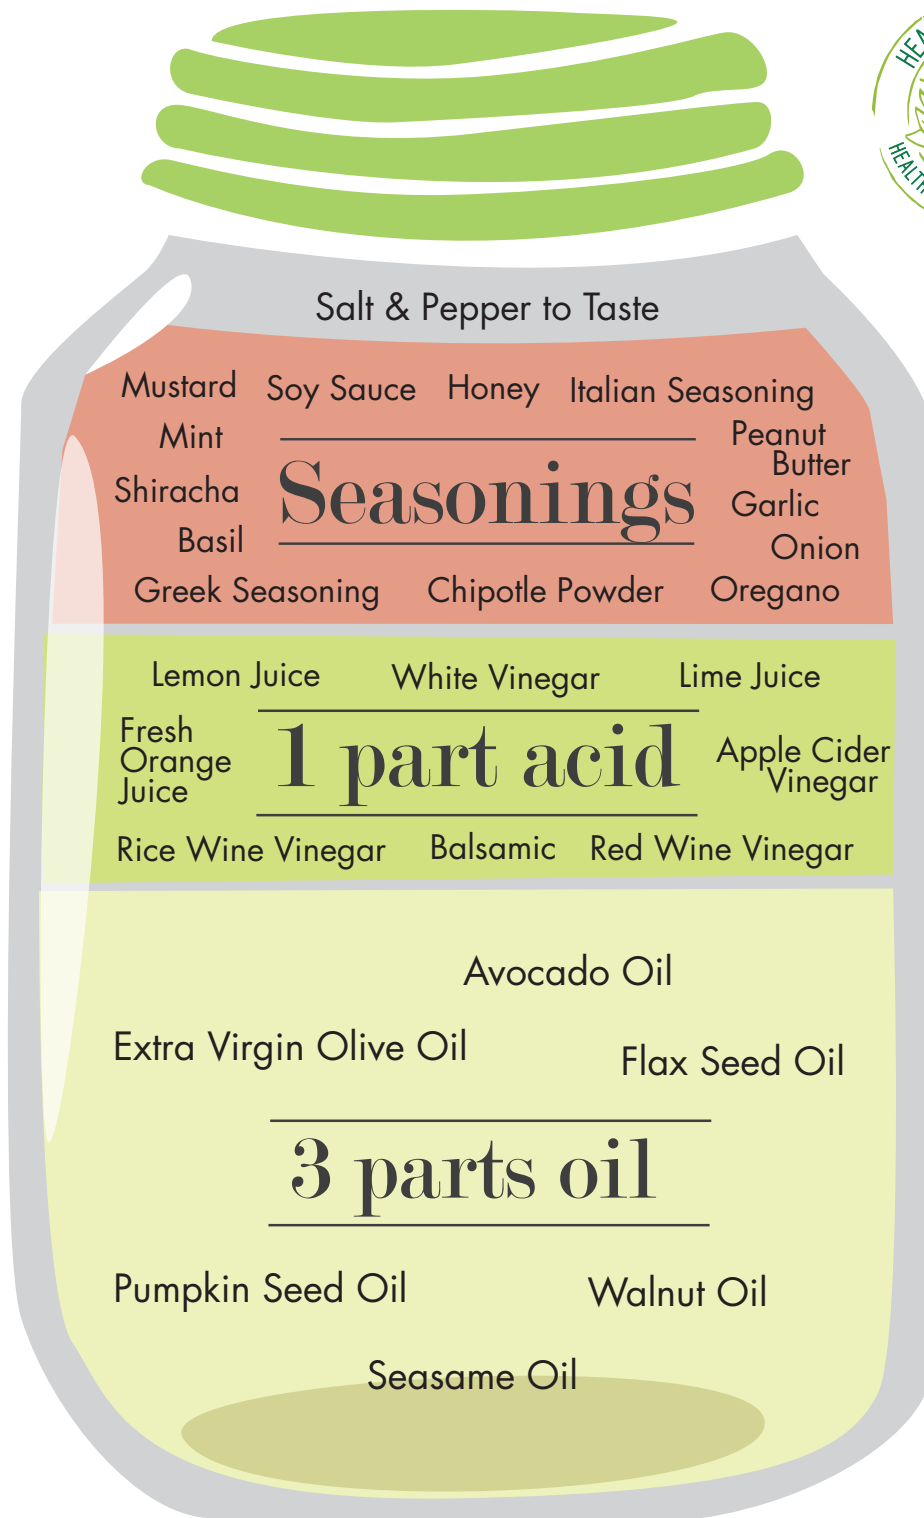 HEA
HEALTH
Salt & Pepper to Taste
Mustard Soy Sauce Honey Italian Seasoning
Mint
Peanut
Butter
Shiracha
Seasonings
Garlic
Basil
Onion
Greek Seasoning Chipotle Powder Oregano
Lemon Juice White Vinegar Lime Juice
Fresh
Orange
Juice
1 part acid
Apple Cider
Vinegar
Rice Wine Vinegar Balsamic Red Wine Vinegar
Avocado Oil
Extra Virgin Olive Oil
Flax Seed Oil
3 parts oil
Pumpkin Seed Oil
Walnut Oil
Seasame Oil